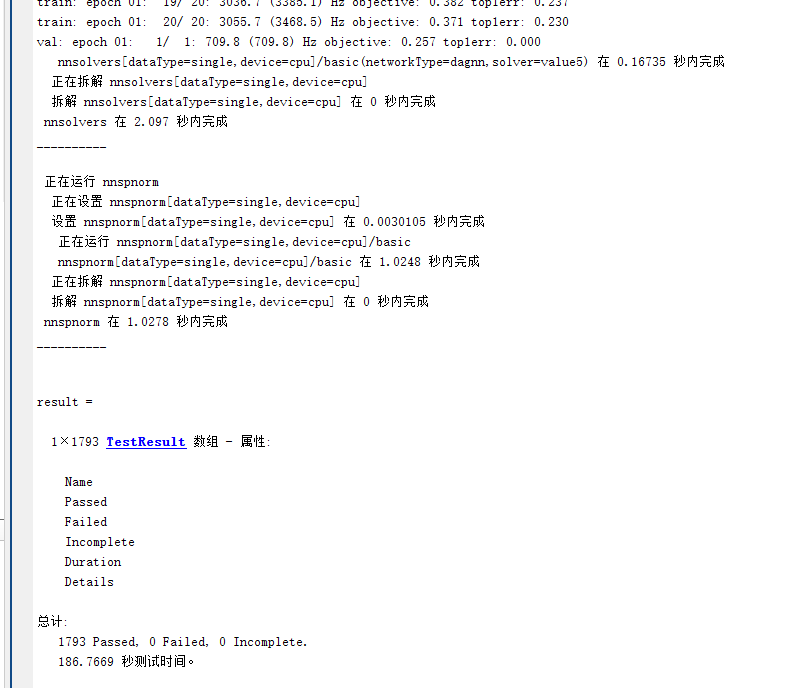 train: epoch 01:  19/ 20: 3036.7 (3385.1) Hz objective: 0.382 top1err: 0.237
train: epoch 01:  20/ 20: 3055.7 (3468.5) Hz objective: 0.371 top1err: 0.230
val: epoch 01:   1/  1: 709.8 (709.8) Hz objective: 0.257 top1err: 0.000
nnsolvers[dataType=single,device=cpu]/basic(networkType=dagnn,solver=value5) 在 0.16735 秒内完成
正在拆解 nnsolvers[dataType=single,device=cpu]
拆解 nnsolvers[dataType=single,device=cpu] 在 0 秒内完成
nnsolvers 在 2.097 秒内完成
----------
正在运行 nnspnorm
正在设置 nnspnorm[dataType=single,device=cpu]
设置 nnspnorm[dataType=single,device=cpu] 在 0.0030105 秒内完成
正在运行 nnspnorm[dataType=single,device=cpu]/basic
nnspnorm[dataType=single,device=cpu]/basic 在 1.0248 秒内完成
正在拆解 nnspnorm[dataType=single,device=cpu]
拆解 nnspnorm[dataType=single,device=cpu] 在 0 秒内完成
nnspnorm 在 1.0278 秒内完成
----------
result =
1×1793 TestResult 数组 - 属性:
Name
Passed
Failed
Incomplete
Duration
Details
总计:
1793 Passed, 0 Failed, 0 Incomplete.
186.7669 秒测试时间。